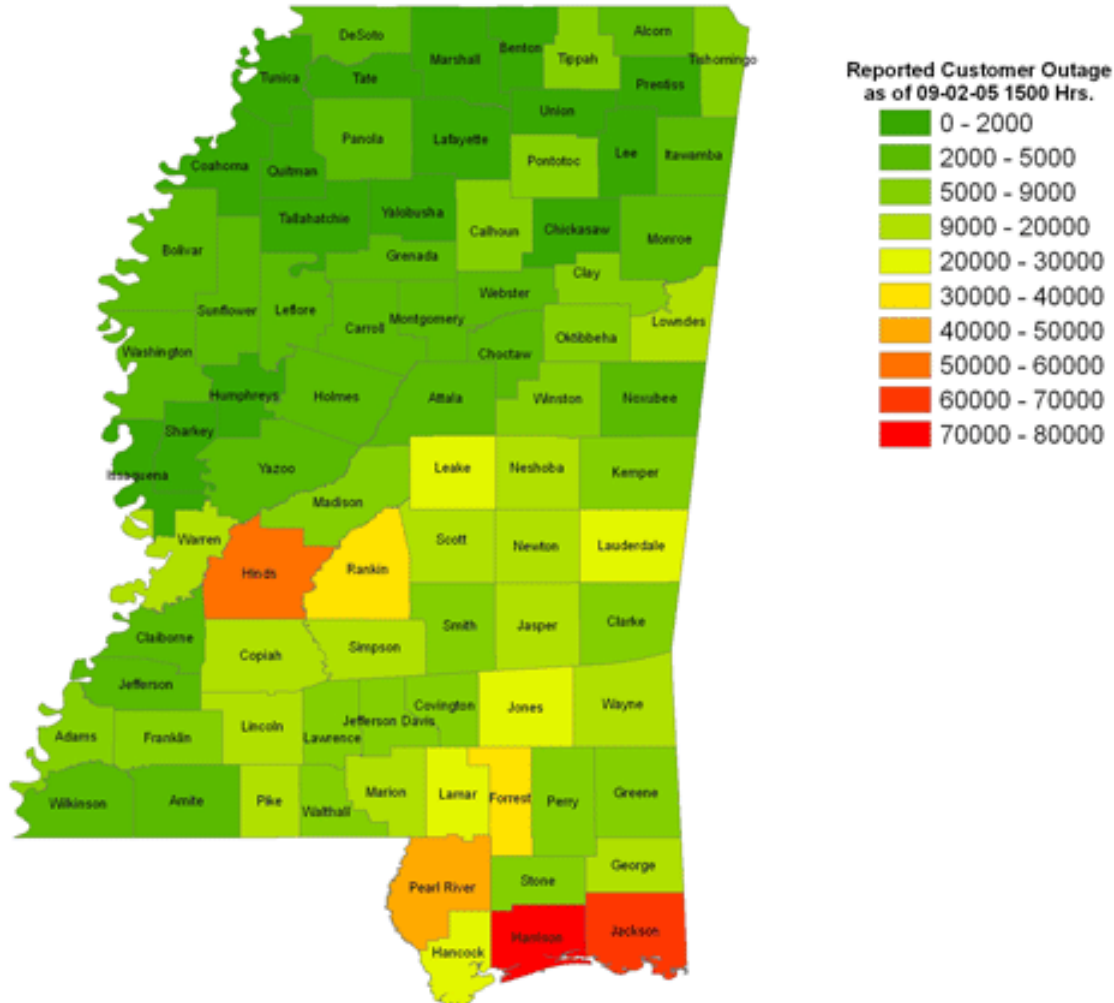 DeSoto
Marshall
Benton
Tippah
Alcorn
Tishomingo
Tunica
Tate
Prentiss
Union
Panola
Lafayette
Pontotoc
Lee
Itawamba
Coahoma
Quitman
Tallahatchie
Yalobusha
Calhoun
Chickasaw
Monroe
Bolivar
Grenada
Clay
Sunflower
Leflore
Carroll
Montgomery
Webster
Lowndes
Oktibbeha
Washington
Choctaw
Humphreys
Holmes
Attala
Winston
Noxubee
Sharkey
Issaquena
Yazoo
Leake
Neshoba
Kemper
Madison
Warren
Hinds
Rankin
Scott
Newton
Lauderdale
Claiborne
Copiah
Simpson
Smith
Jasper
Clarke
Jefferson
Adams
Franklin
Lincoln
Lawrence
Jefferson Davis
Covington
Jones
Wayne
Wilkinson
Amite
Pike
Walthall
Marion
Lamar
Forrest
Perry
Greene
Pearl River
Stone
George
Hancock
Harrison
Jackson
Reported Customer Outage
as of 09-02-05 1500 Hrs.
0 - 2000
2000 - 5000
5000 - 9000
9000 - 20000
20000 - 30000
30000 - 40000
40000 - 50000
50000 - 60000
60000 - 70000
70000 - 80000